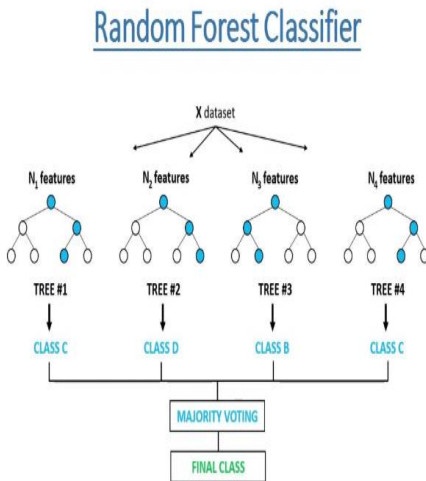 Random Forest Classifier
X dataset
N₁ features N₂ features N₃ features N₄ features
TREE #1 TREE #2 TREE #3 TREE #4
CLASS C CLASS D CLASS B CLASS C
MAJORITY VOTING
FINAL CLASS